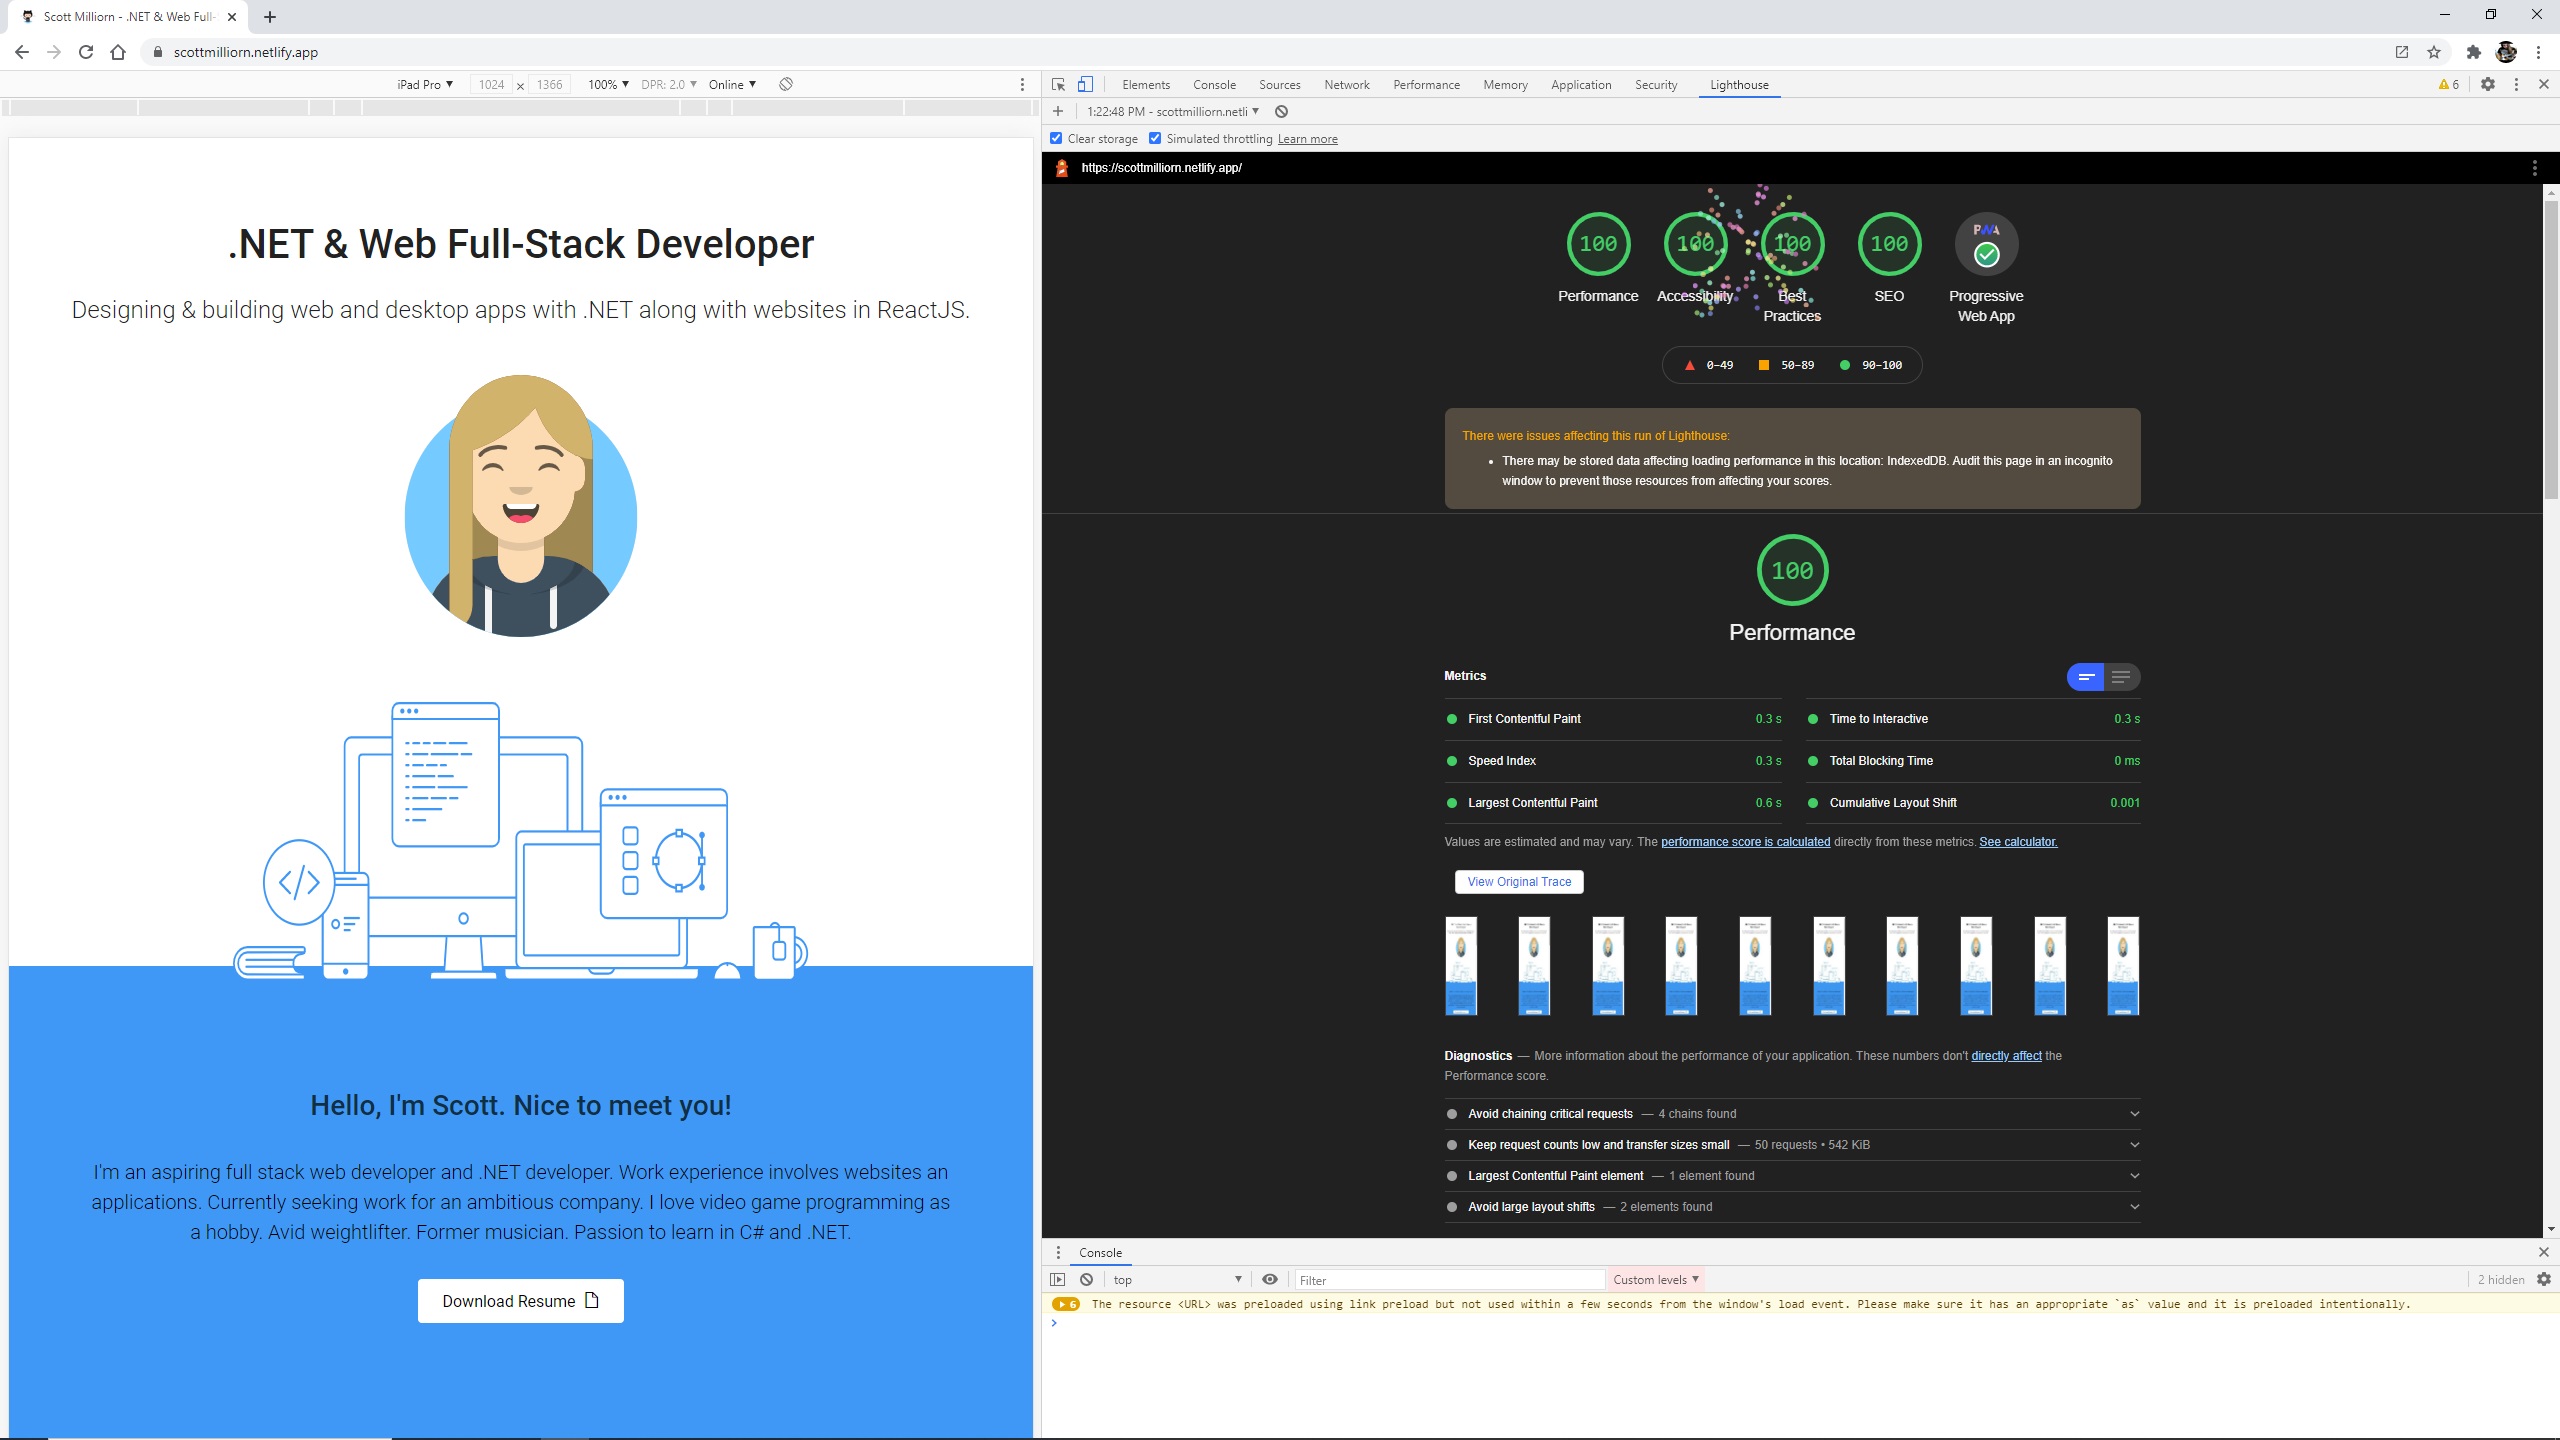 Scott Milliorn - .NET & Web Full-
scottmilliorn.netlify.app
iPad Pro 1024 x 1366 100% DPR: 2.0 Online
.NET & Web Full-Stack Developer
Designing & building web and desktop apps with .NET along with websites in ReactJS.
</>
Hello, I'm Scott. Nice to meet you!
I'm an aspiring full stack web developer and .NET developer. Work experience involves websites an
applications. Currently seeking work for an ambitious company. I love video game programming as
a hobby. Avid weightlifter. Former musician. Passion to learn in C# and .NET.
Download Resume
Elements Console Sources Network Performance Memory Application Security Lighthouse 6
1:22:48 PM - scottmilliorn.netli
Clear storage Simulated throttling Learn more
https://scottmilliorn.netlify.app/
100 100 100 100 PWA
Performance Accessibility Best Practices SEO Progressive Web App
0–49 50–89 90–100
There were issues affecting this run of Lighthouse:
• There may be stored data affecting loading performance in this location: IndexedDB. Audit this page in an incognito
window to prevent those resources from affecting your scores.
100
Performance
Metrics
First Contentful Paint 0.3 s Time to Interactive 0.3 s
Speed Index 0.3 s Total Blocking Time 0 ms
Largest Contentful Paint 0.6 s Cumulative Layout Shift 0.001
Values are estimated and may vary. The performance score is calculated directly from these metrics. See calculator.
View Original Trace
Diagnostics — More information about the performance of your application. These numbers don't directly affect the
Performance score.
Avoid chaining critical requests — 4 chains found
Keep request counts low and transfer sizes small — 50 requests • 542 KiB
Largest Contentful Paint element — 1 element found
Avoid large layout shifts — 2 elements found
Console
top Filter Custom levels 2 hidden
6 The resource <URL> was preloaded using link preload but not used within a few seconds from the window's load event. Please make sure it has an appropriate `as` value and it is preloaded intentionally.